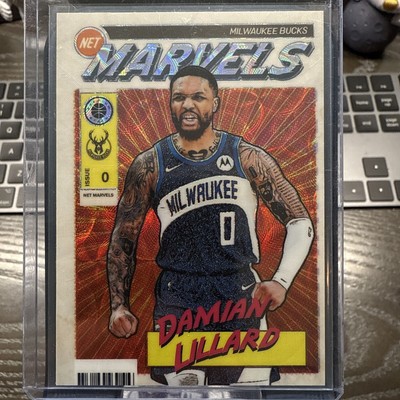 MILWAUKEE BUCKS
NET
MARVELS
ISSUE
0
NET MARVELS
MILWAUKEE
0
DAMIAN
LILLARD